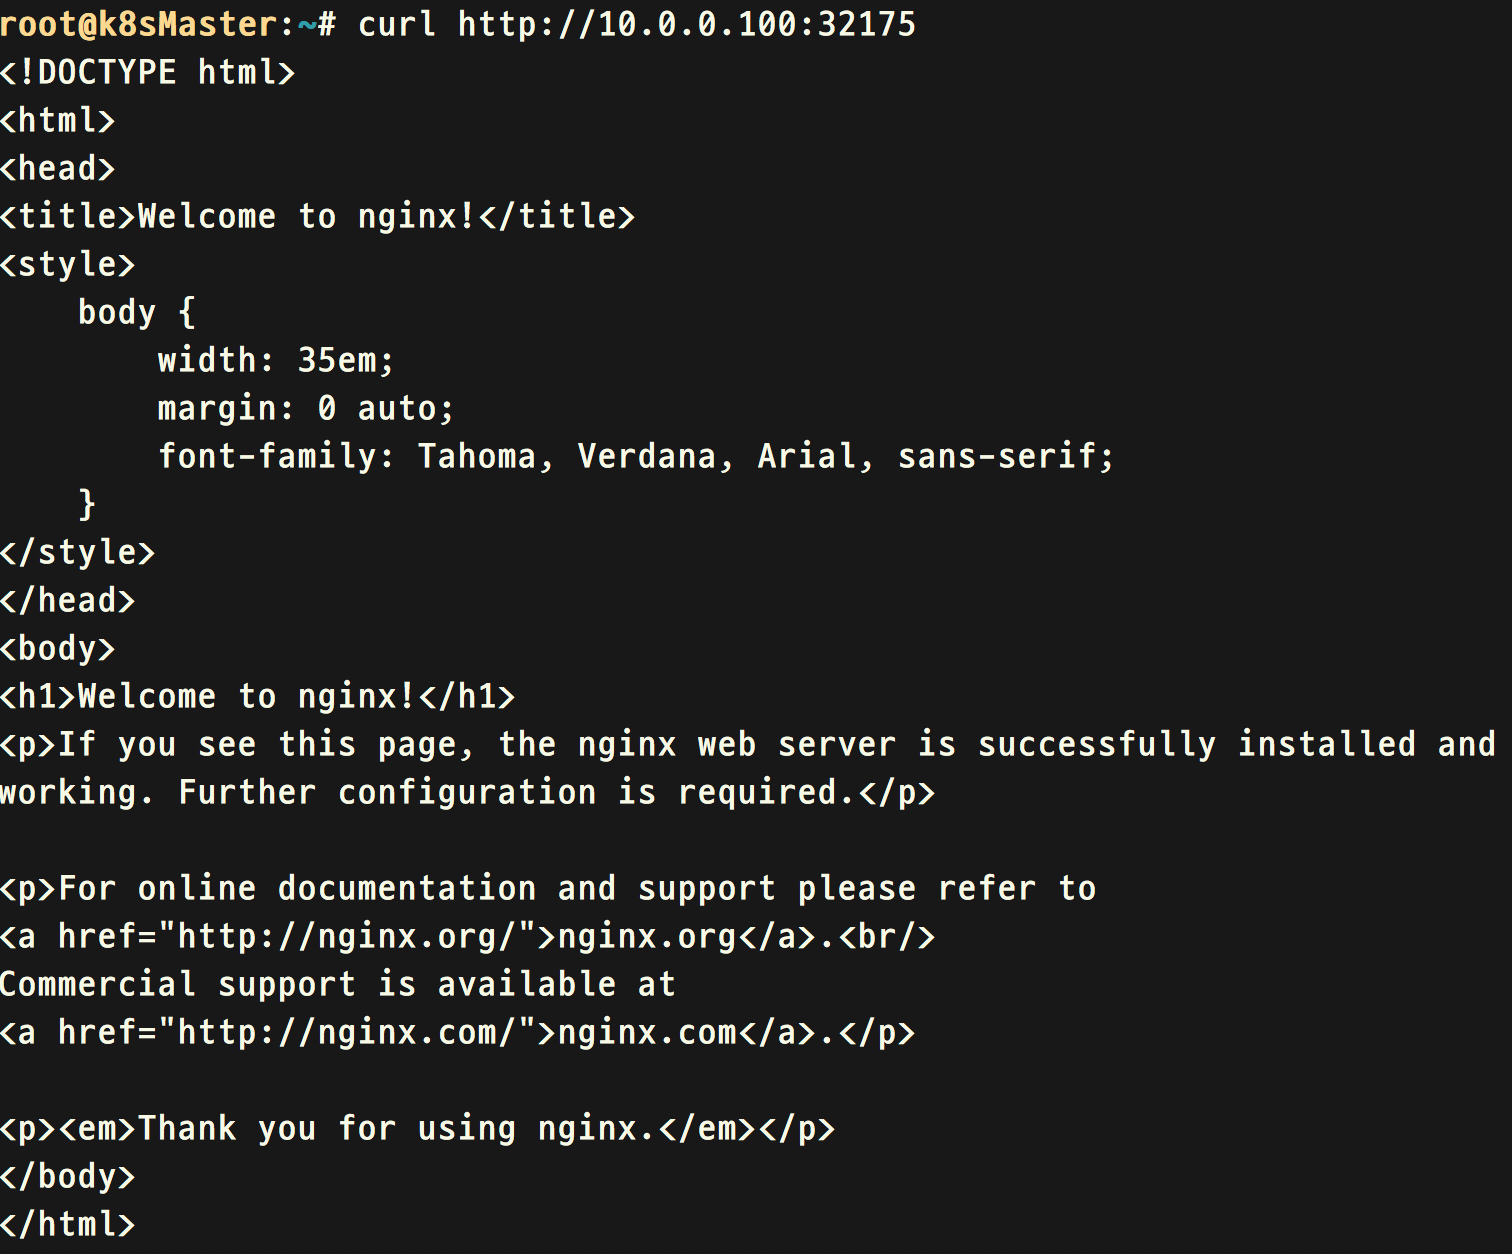 root@k8sMaster:~# curl http://10.0.0.100:32175
<!DOCTYPE html>
<html>
<head>
<title>Welcome to nginx!</title>
<style>
    body {
        width: 35em;
        margin: 0 auto;
        font-family: Tahoma, Verdana, Arial, sans-serif;
    }
</style>
</head>
<body>
<h1>Welcome to nginx!</h1>
<p>If you see this page, the nginx web server is successfully installed and
working. Further configuration is required.</p>

<p>For online documentation and support please refer to
<a href="http://nginx.org/">nginx.org</a>.<br/>
Commercial support is available at
<a href="http://nginx.com/">nginx.com</a>.</p>

<p><em>Thank you for using nginx.</em></p>
</body>
</html>